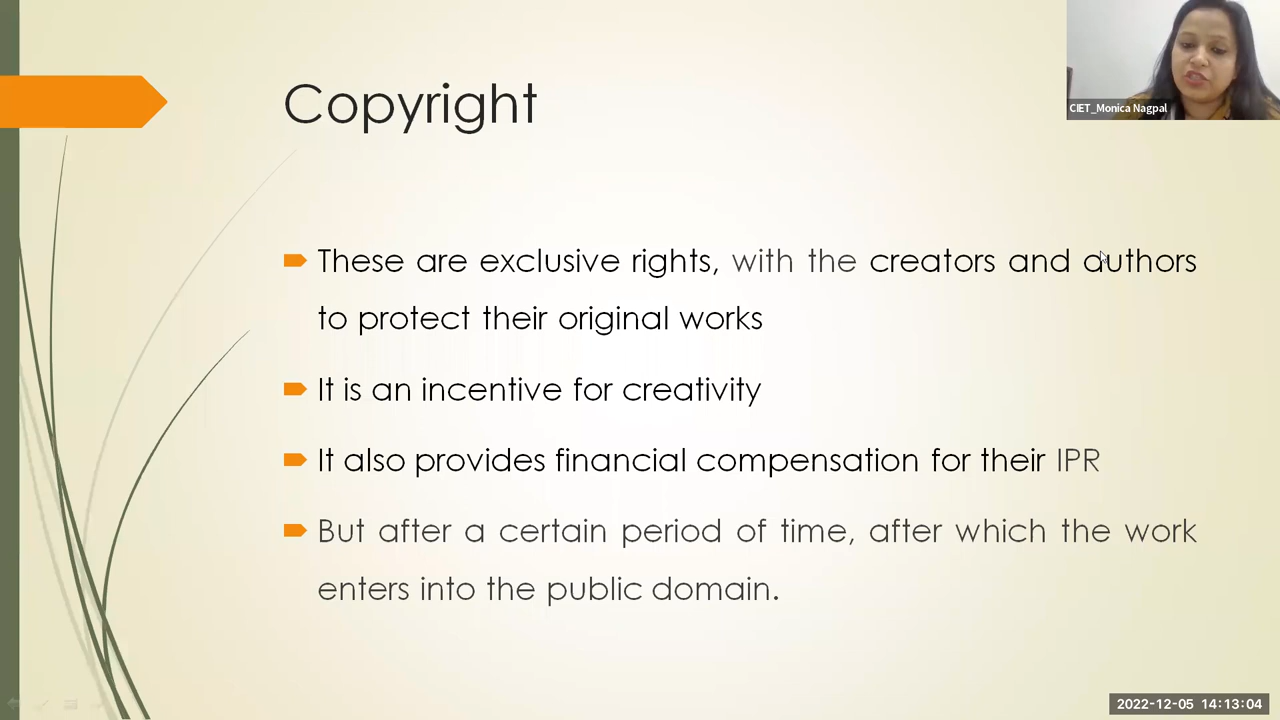 Copyright
CIET_Monica Nagpal
These are exclusive rights, with the creators and authors
to protect their original works
It is an incentive for creativity
It also provides financial compensation for their IPR
But after a certain period of time, after which the work
enters into the public domain.
2022-12-05 14:13:04